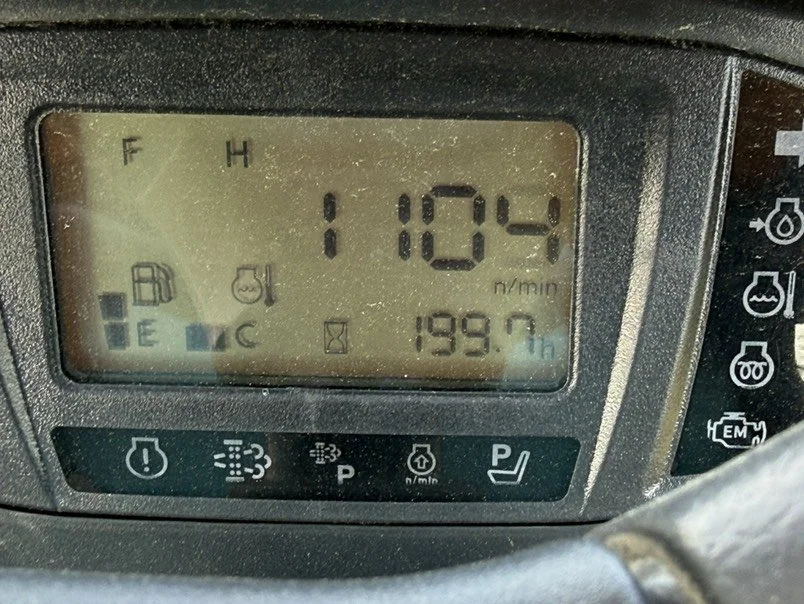 F H
1104
n/min
E C 199.7h
P P
n/min
EM